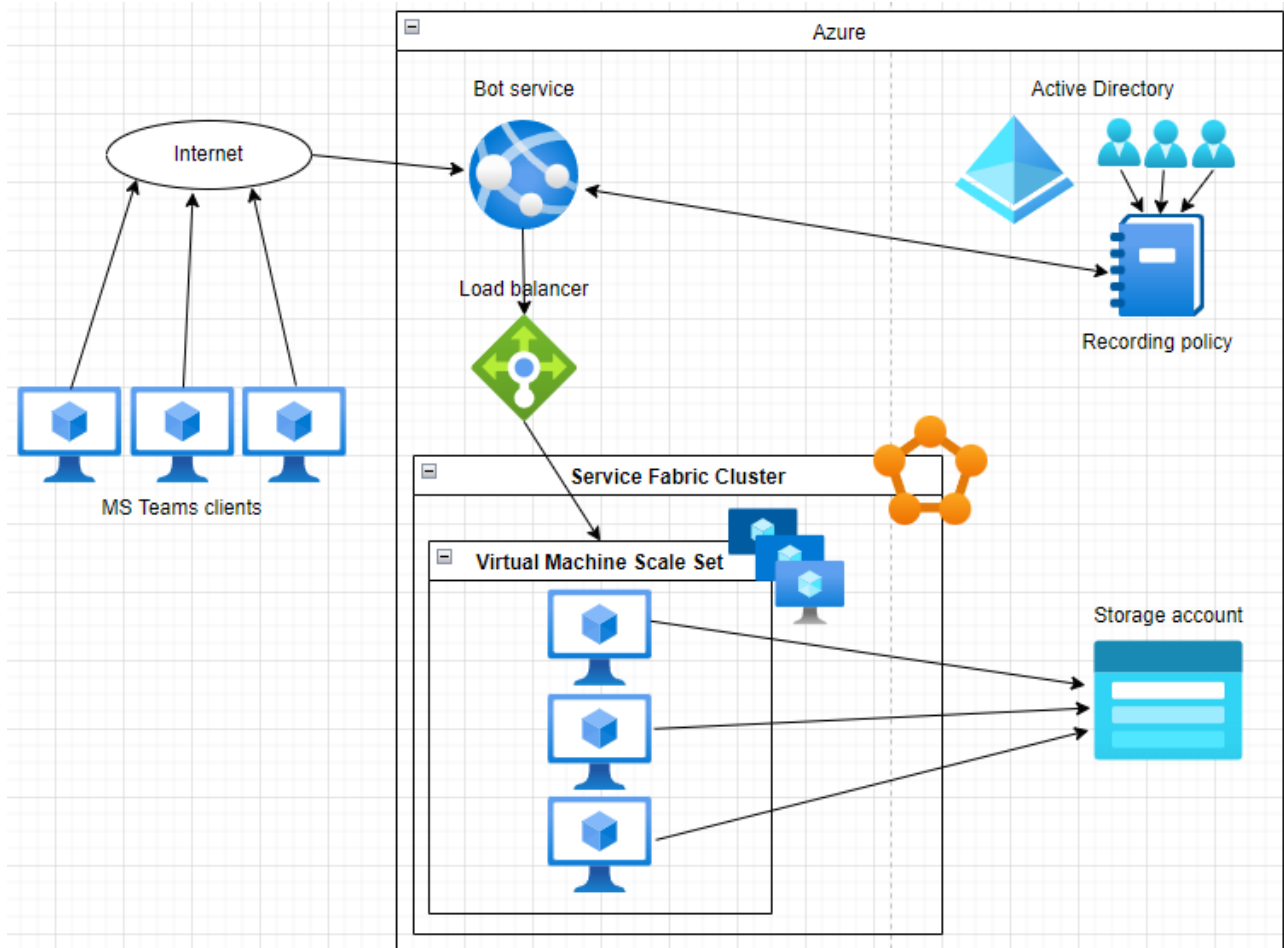 Azure
Bot service
Active Directory
Internet
Load balancer
Recording policy
MS Teams clients
Service Fabric Cluster
Virtual Machine Scale Set
Storage account